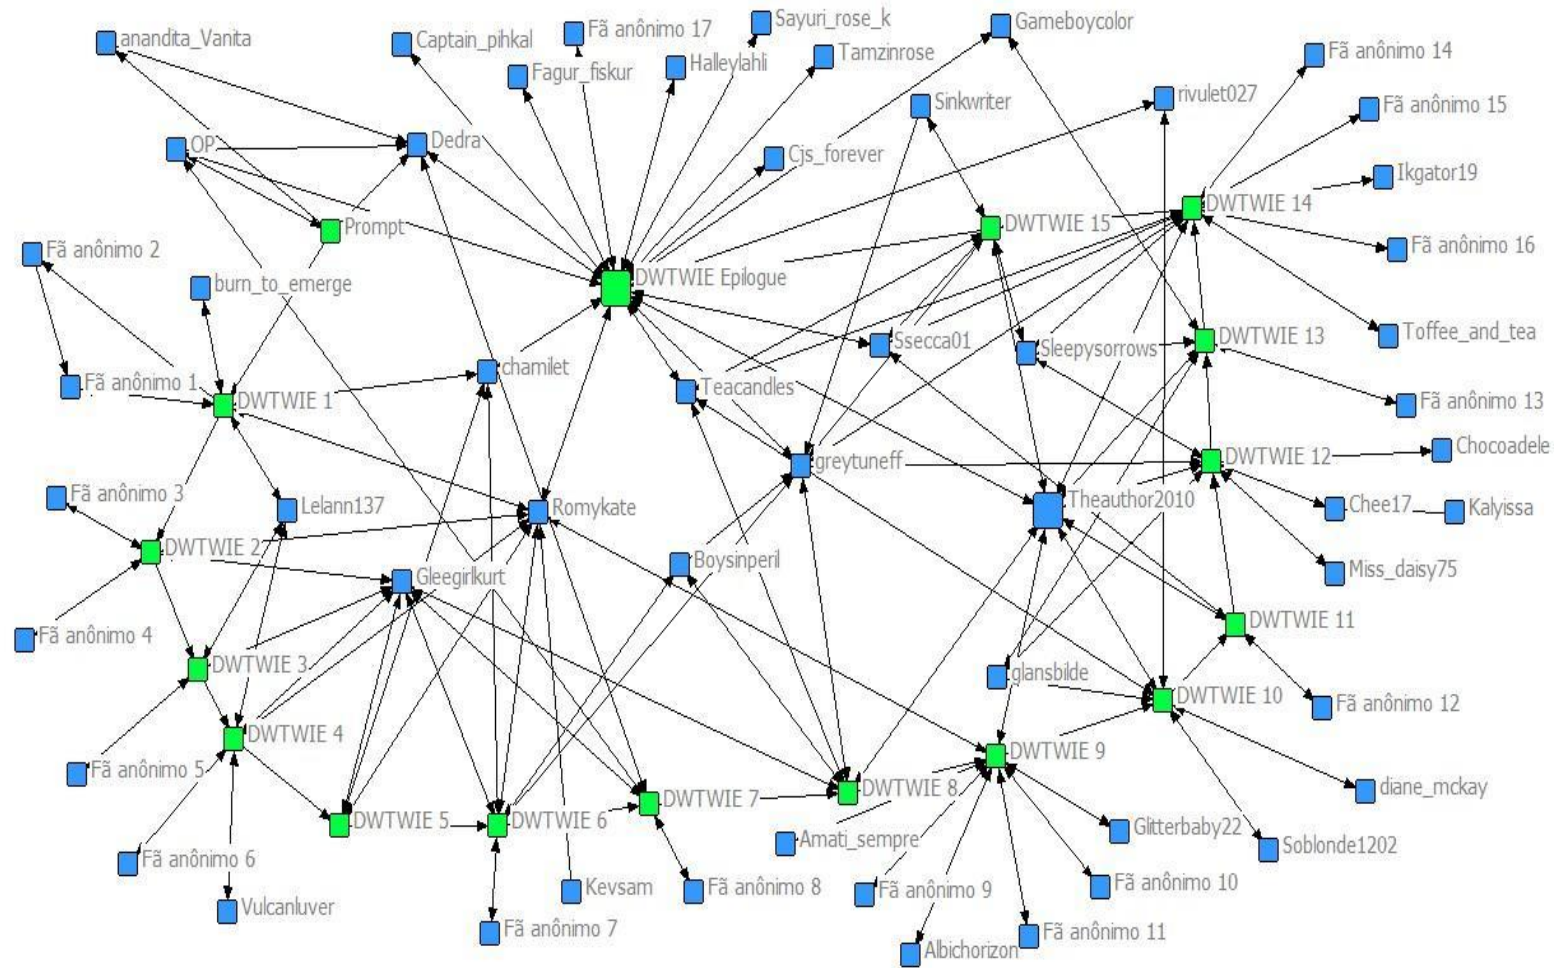 Sayuri_rose_k
Gameboycolor
Fã anônimo 17
anandita_Vanita
Captain_pihkal
Fã anônimo 14
Tamzinrose
Halleylahli
Fagur_fiskur
rivulet027
Sinkwriter
Fã anônimo 15
Dedra
OP
Cjs_forever
Ikgator19
DWTWIE 14
DWTWIE 15
Prompt
Fã anônimo 16
Fã anônimo 2
DWTWIE Epilogue
burn_to_emerge
Toffee_and_tea
DWTWIE 13
Ssecca01
Sleepysorrows
chamilet
Fã anônimo 1
Teacandles
DWTWIE 1
Fã anônimo 13
Chocoadele
DWTWIE 12
greytuneff
Fã anônimo 3
Theauthor2010
Lelann137
Romykate
Chee17
Kalyissa
DWTWIE 2
Boysinperil
Miss_daisy75
Gleegirlkurt
DWTWIE 11
Fã anônimo 4
DWTWIE 3
glansbilde
DWTWIE 10
Fã anônimo 12
DWTWIE 4
DWTWIE 9
Fã anônimo 5
DWTWIE 8
diane_mckay
DWTWIE 7
DWTWIE 5
DWTWIE 6
Glitterbaby22
Amati_sempre
Soblonde1202
Fã anônimo 6
Kevsam
Fã anônimo 8
Fã anônimo 9
Fã anônimo 10
Vulcanluver
Fã anônimo 7
Fã anônimo 11
Albichorizon